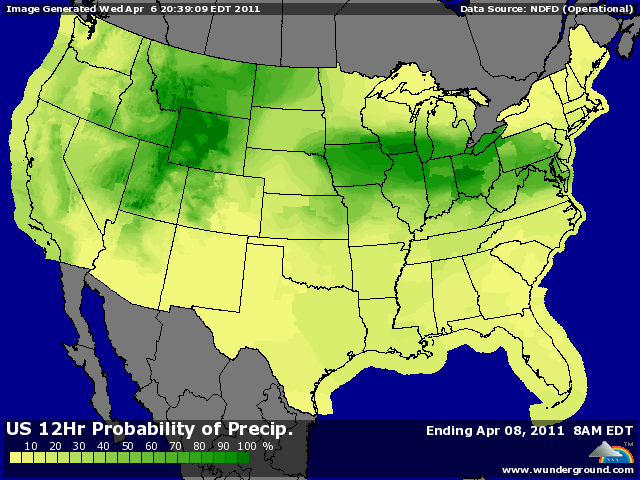 Image Generated Wed Apr 6 20:39:09 EDT 2011 Data Source: NDFD (Operational)
US 12Hr Probability of Precip.
Ending Apr 08, 2011 8AM EDT
10 20 30 40 50 60 70 80 90 100 %
TM
www.wunderground.com